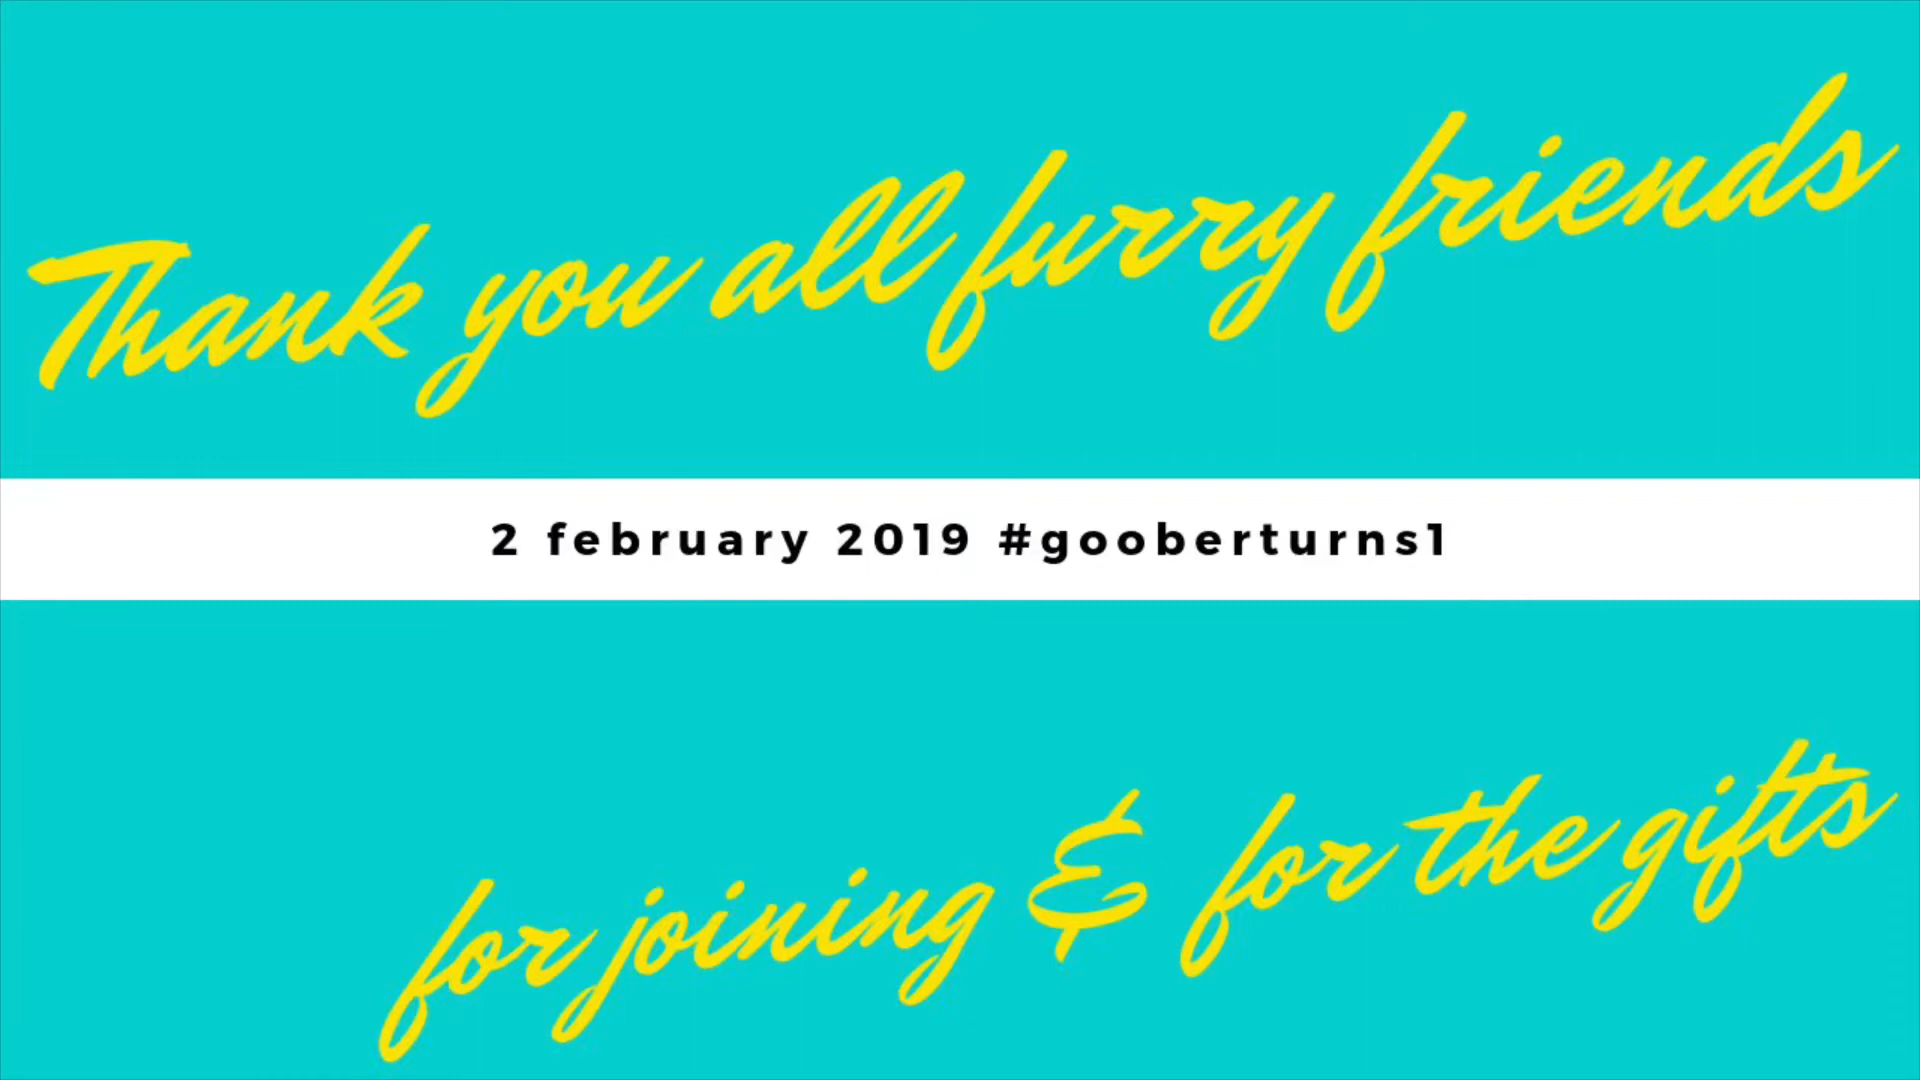 Thank you all furry friends
2 february 2019 #gooberturns1
for joining & for the gifts